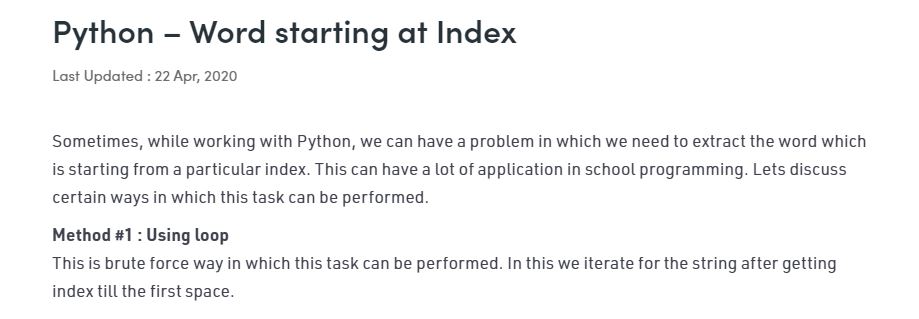 Python – Word starting at Index
Last Updated : 22 Apr, 2020
Sometimes, while working with Python, we can have a problem in which we need to extract the word which
is starting from a particular index. This can have a lot of application in school programming. Lets discuss
certain ways in which this task can be performed.
Method #1 : Using loop
This is brute force way in which this task can be performed. In this we iterate for the string after getting
index till the first space.